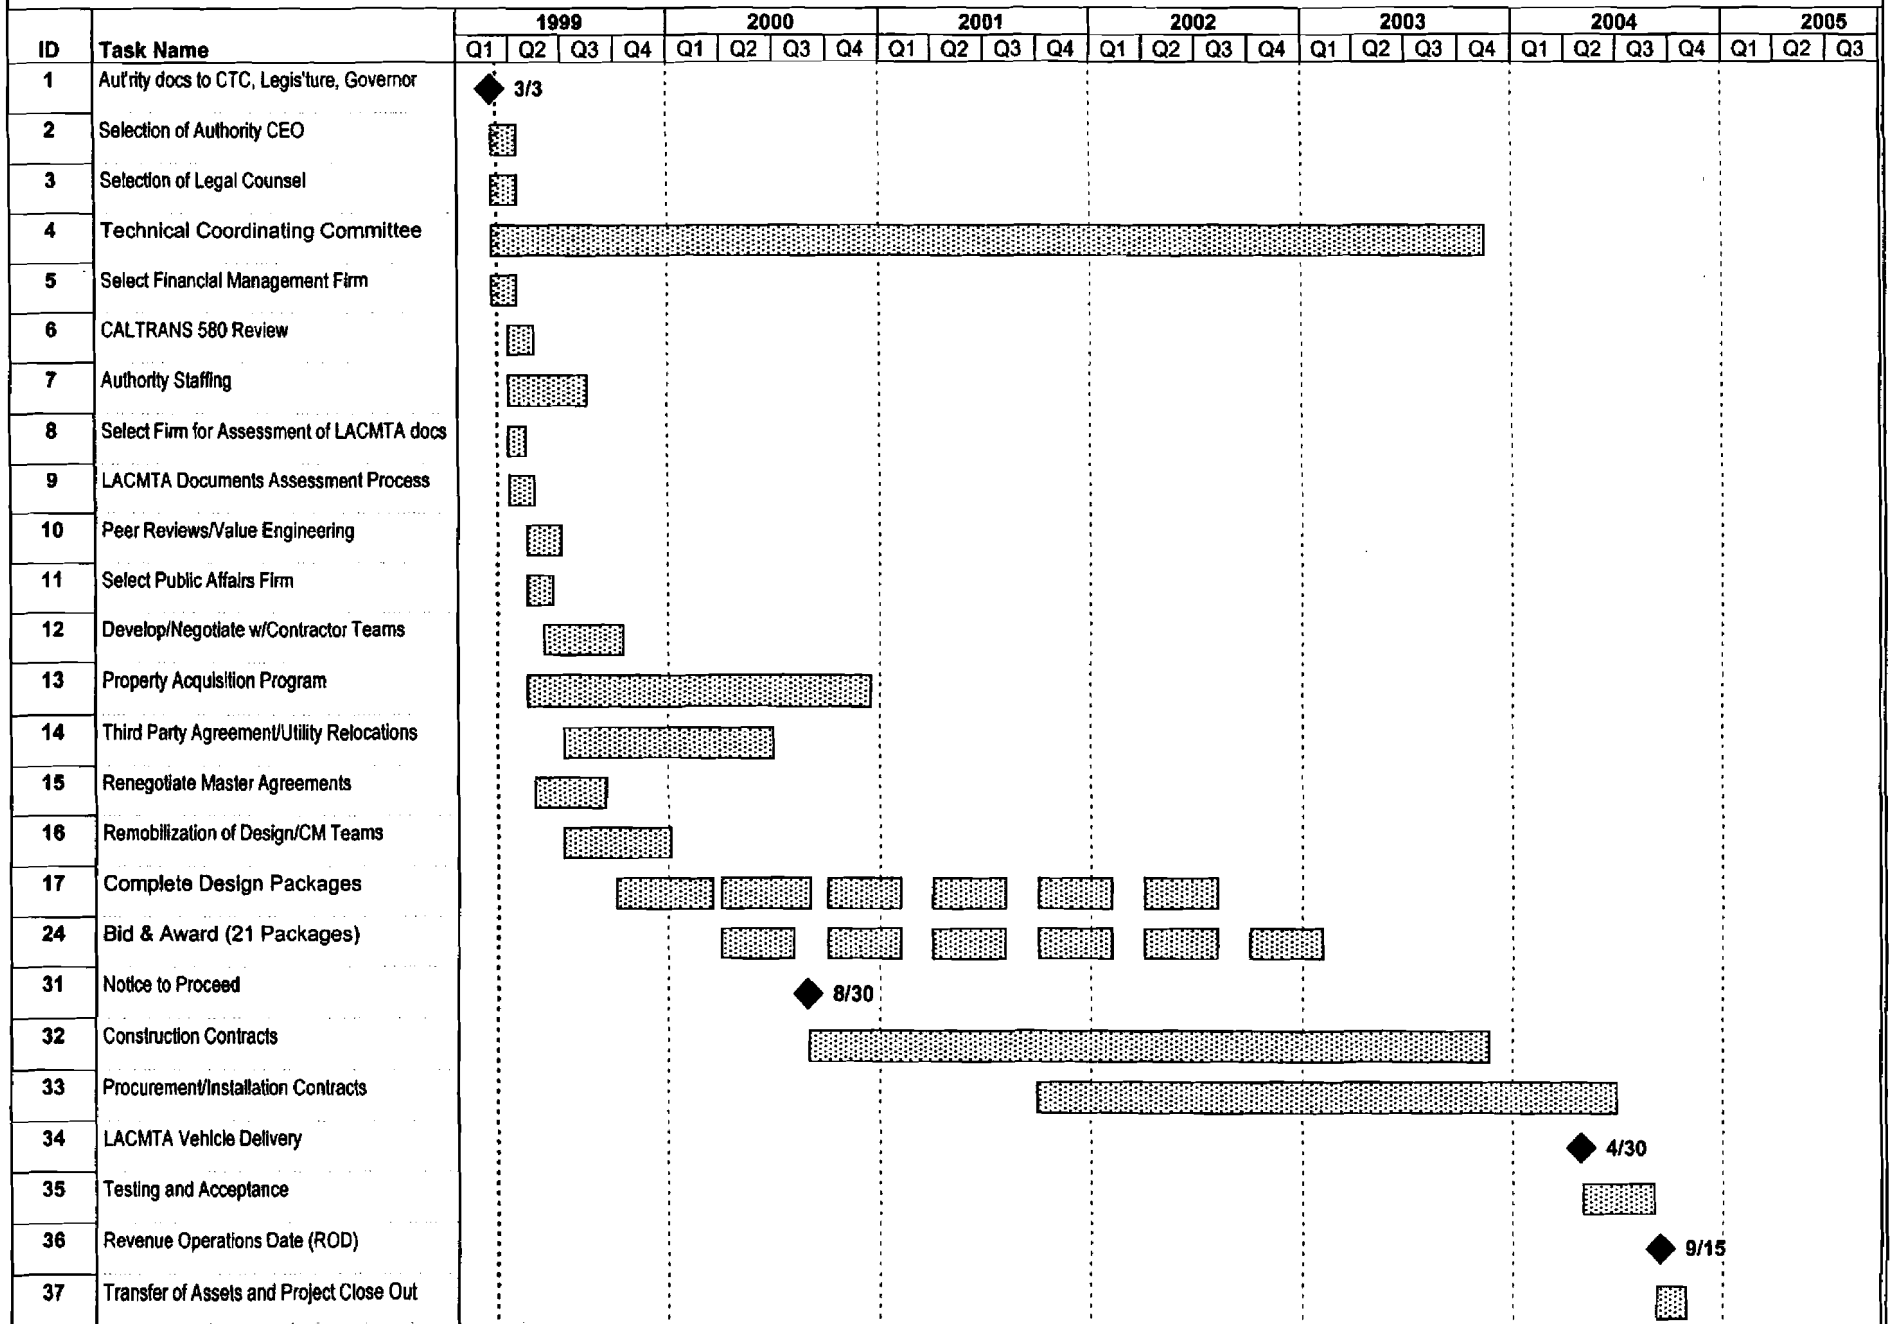 1999 2000 2001 2002 2003 2004 2005
ID Task Name Q1 Q2 Q3 Q4 Q1 Q2 Q3 Q4 Q1 Q2 Q3 Q4 Q1 Q2 Q3 Q4 Q1 Q2 Q3 Q4 Q1 Q2 Q3 Q4 Q1 Q2 Q3
1 Aut'rity docs to CTC, Legis'ture, Governor 3/3
2 Selection of Authority CEO
3 Selection of Legal Counsel
4 Technical Coordinating Committee
5 Select Financial Management Firm
6 CALTRANS 580 Review
7 Authority Staffing
8 Select Firm for Assessment of LACMTA docs
9 LACMTA Documents Assessment Process
10 Peer Reviews/Value Engineering
11 Select Public Affairs Firm
12 Develop/Negotiate w/Contractor Teams
13 Property Acquisition Program
14 Third Party Agreement/Utility Relocations
15 Renegotiate Master Agreements
16 Remobilization of Design/CM Teams
17 Complete Design Packages
24 Bid & Award (21 Packages)
31 Notice to Proceed 8/30
32 Construction Contracts
33 Procurement/Installation Contracts
34 LACMTA Vehicle Delivery 4/30
35 Testing and Acceptance
36 Revenue Operations Date (ROD) 9/15
37 Transfer of Assets and Project Close Out